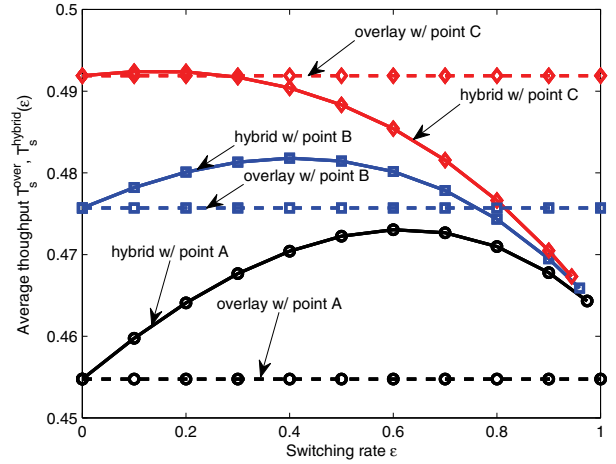 0.5
overlay w/ point C
0.49
hybrid w/ point C
hybrid w/ point B
0.48
overlay w/ point B
0.47
hybrid w/ point A
overlay w/ point A
0.46
0.45
0 0.2 0.4 0.6 0.8 1
Switching rate ε
Average thoughput T_s^over, T_s^hybrid(ε)